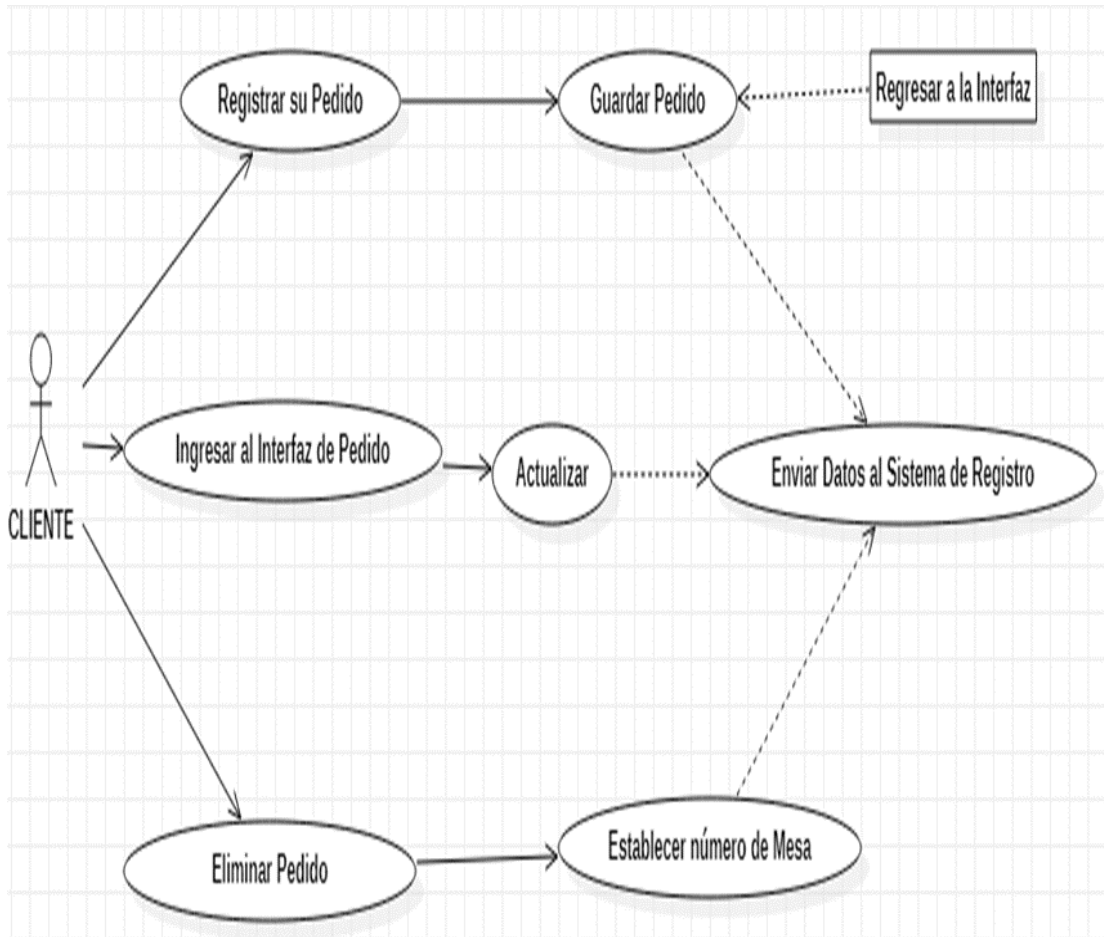 Registrar su Pedido
Guardar Pedido
Regresar a la Interfaz
Ingresar al Interfaz de Pedido
Actualizar
Enviar Datos al Sistema de Registro
CLIENTE
Eliminar Pedido
Establecer número de Mesa